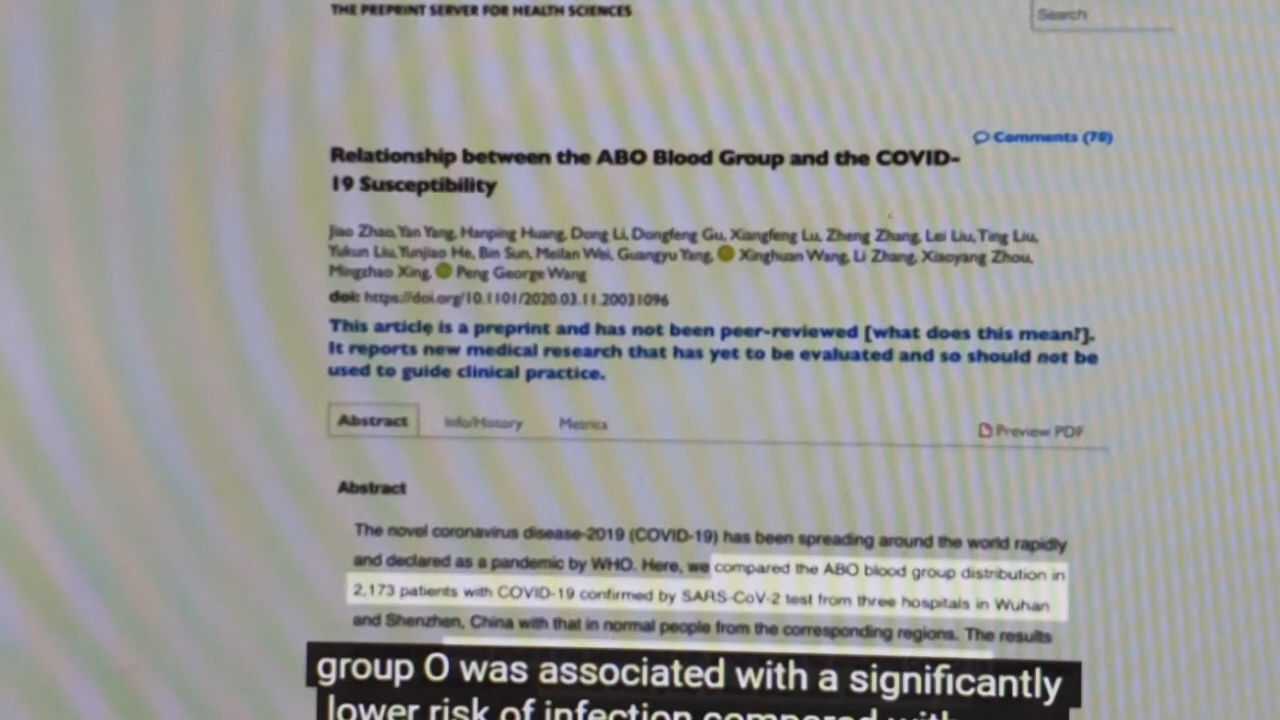 THE PREPRINT SERVER FOR HEALTH SCIENCES
Search
Comments (78)
Relationship between the ABO Blood Group and the COVID-
19 Susceptibility
Jiao Zhao, Yan Yang, Hanping Huang, Dong Li, Dongfeng Gu, Xiangfeng Lu, Zheng Zhang, Lei Liu, Ting Liu,
Yukun Liu, Yunjiao He, Bin Sun, Meilan Wei, Guangyu Yang, Xinghuan Wang, Li Zhang, Xiaoyang Zhou,
Mingzhao Xing, Peng George Wang
doi: https://doi.org/10.1101/2020.03.11.20031096
This article is a preprint and has not been peer-reviewed [what does this mean?].
It reports new medical research that has yet to be evaluated and so should not be
used to guide clinical practice.
Abstract Info/History Metrics
Preview PDF
Abstract
The novel coronavirus disease-2019 (COVID-19) has been spreading around the world rapidly
and declared as a pandemic by WHO. Here, we compared the ABO blood group distribution in
2,173 patients with COVID-19 confirmed by SARS-CoV-2 test from three hospitals in Wuhan
and Shenzhen, China with that in normal people from the corresponding regions. The results
group O was associated with a significantly
lower risk of infection compared with